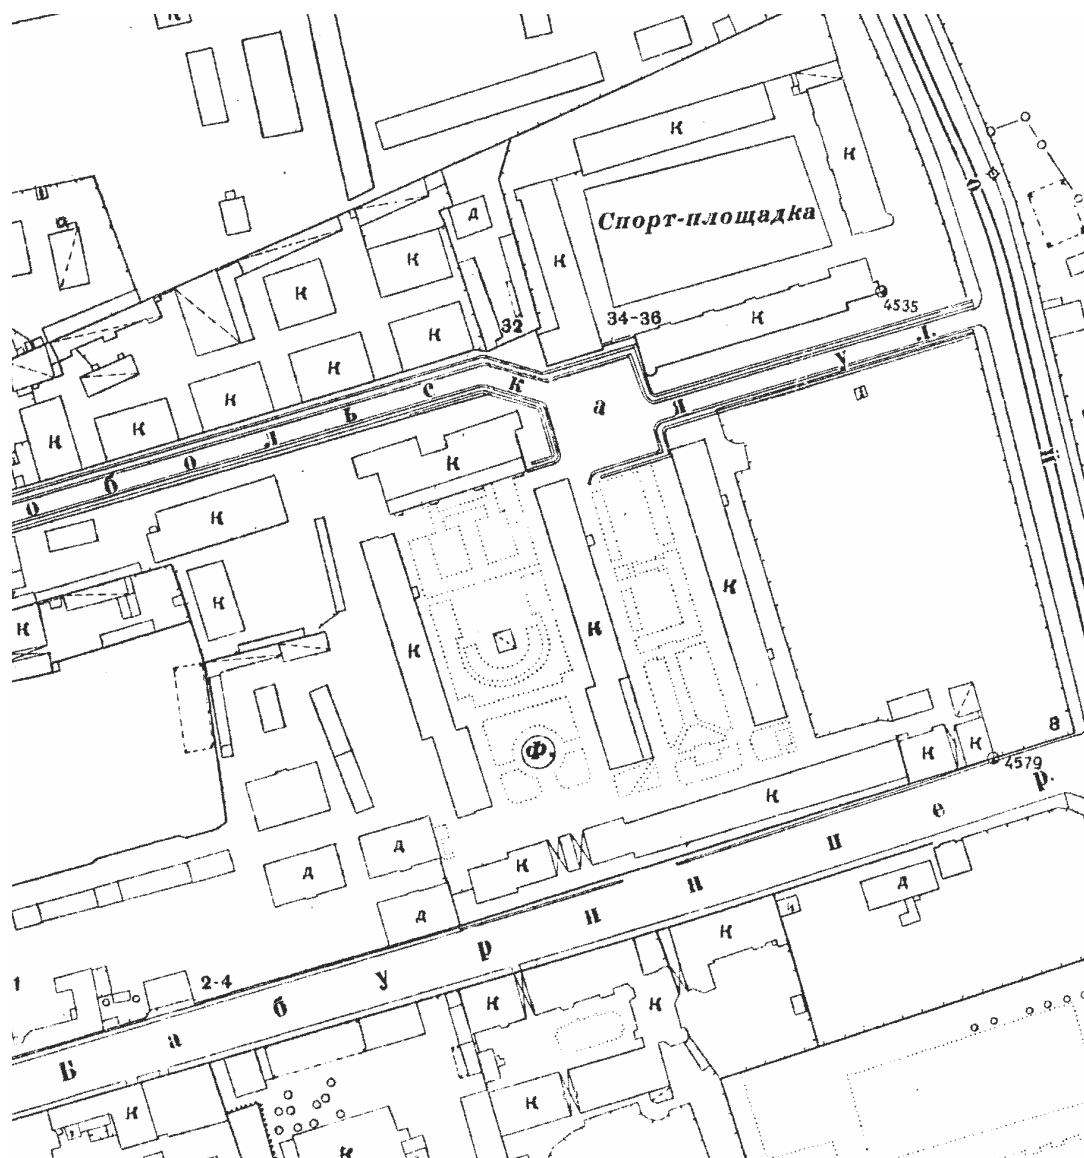 К
К
К
Спорт-площадка
Д
К
К
К
4535
32
34-36
К
К
у л.
К
К
К
К
о б о л ь с к а я
К
К
К
К
К
К
К
К
Ф.
8
К
К
4579
К
К
Д
Д
Д
Д
К
1
2-4
К
К
Б а б у р и н п е р.
К
К
К